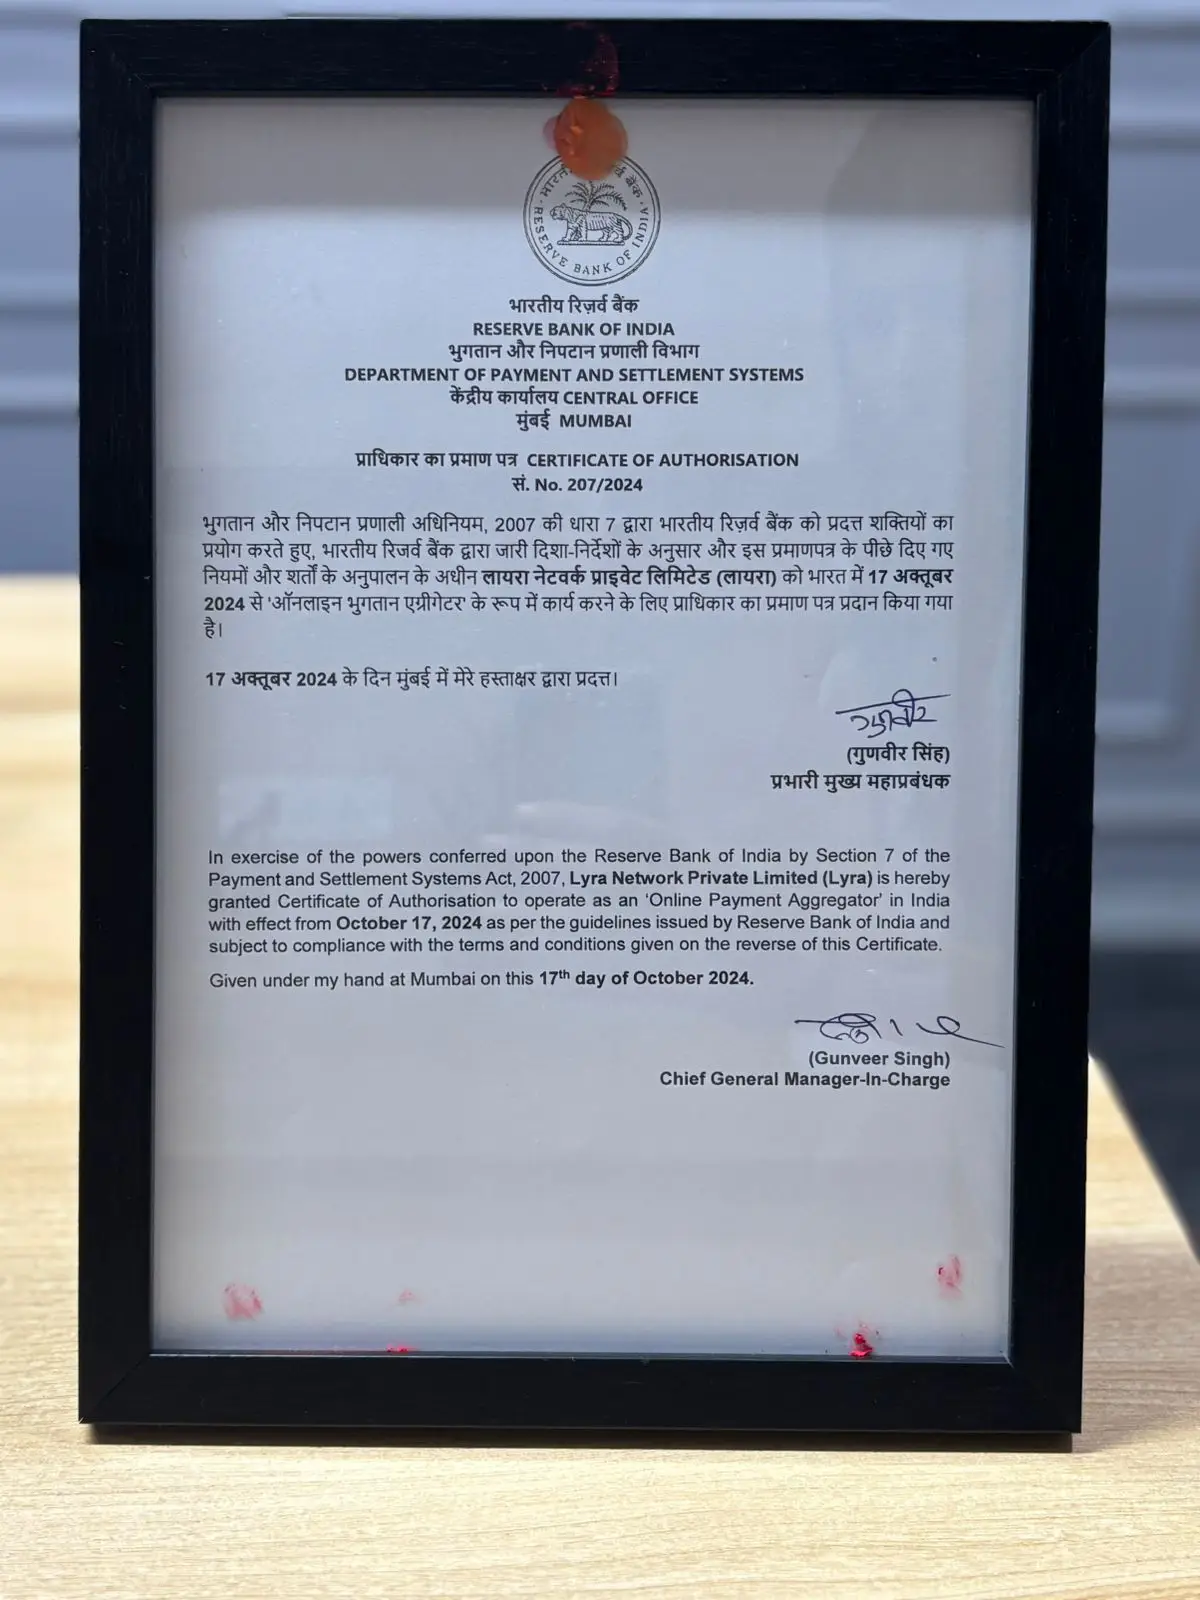 भारतीय रिज़र्व बैंक
RESERVE BANK OF INDIA
भारतीय रिज़र्व बैंक
RESERVE BANK OF INDIA
भुगतान और निपटान प्रणाली विभाग
DEPARTMENT OF PAYMENT AND SETTLEMENT SYSTEMS
केंद्रीय कार्यालय CENTRAL OFFICE
मुंबई MUMBAI
प्राधिकार का प्रमाण पत्र CERTIFICATE OF AUTHORISATION
सं. No. 207/2024
भुगतान और निपटान प्रणाली अधिनियम, 2007 की धारा 7 द्वारा भारतीय रिज़र्व बैंक को प्रदत्त शक्तियों का
प्रयोग करते हुए, भारतीय रिजर्व बैंक द्वारा जारी दिशा-निर्देशों के अनुसार और इस प्रमाणपत्र के पीछे दिए गए
नियमों और शर्तों के अनुपालन के अधीन लायरा नेटवर्क प्राइवेट लिमिटेड (लायरा) को भारत में 17 अक्तूबर
2024 से 'ऑनलाइन भुगतान एग्रीगेटर' के रूप में कार्य करने के लिए प्राधिकार का प्रमाण पत्र प्रदान किया गया
है।
17 अक्तूबर 2024 के दिन मुंबई में मेरे हस्ताक्षर द्वारा प्रदत्त।
गुणवीर
(गुणवीर सिंह)
प्रभारी मुख्य महाप्रबंधक
In exercise of the powers conferred upon the Reserve Bank of India by Section 7 of the
Payment and Settlement Systems Act, 2007, Lyra Network Private Limited (Lyra) is hereby
granted Certificate of Authorisation to operate as an ‘Online Payment Aggregator’ in India
with effect from October 17, 2024 as per the guidelines issued by Reserve Bank of India and
subject to compliance with the terms and conditions given on the reverse of this Certificate.
Given under my hand at Mumbai on this 17th day of October 2024.
(Gunveer Singh)
Chief General Manager-In-Charge